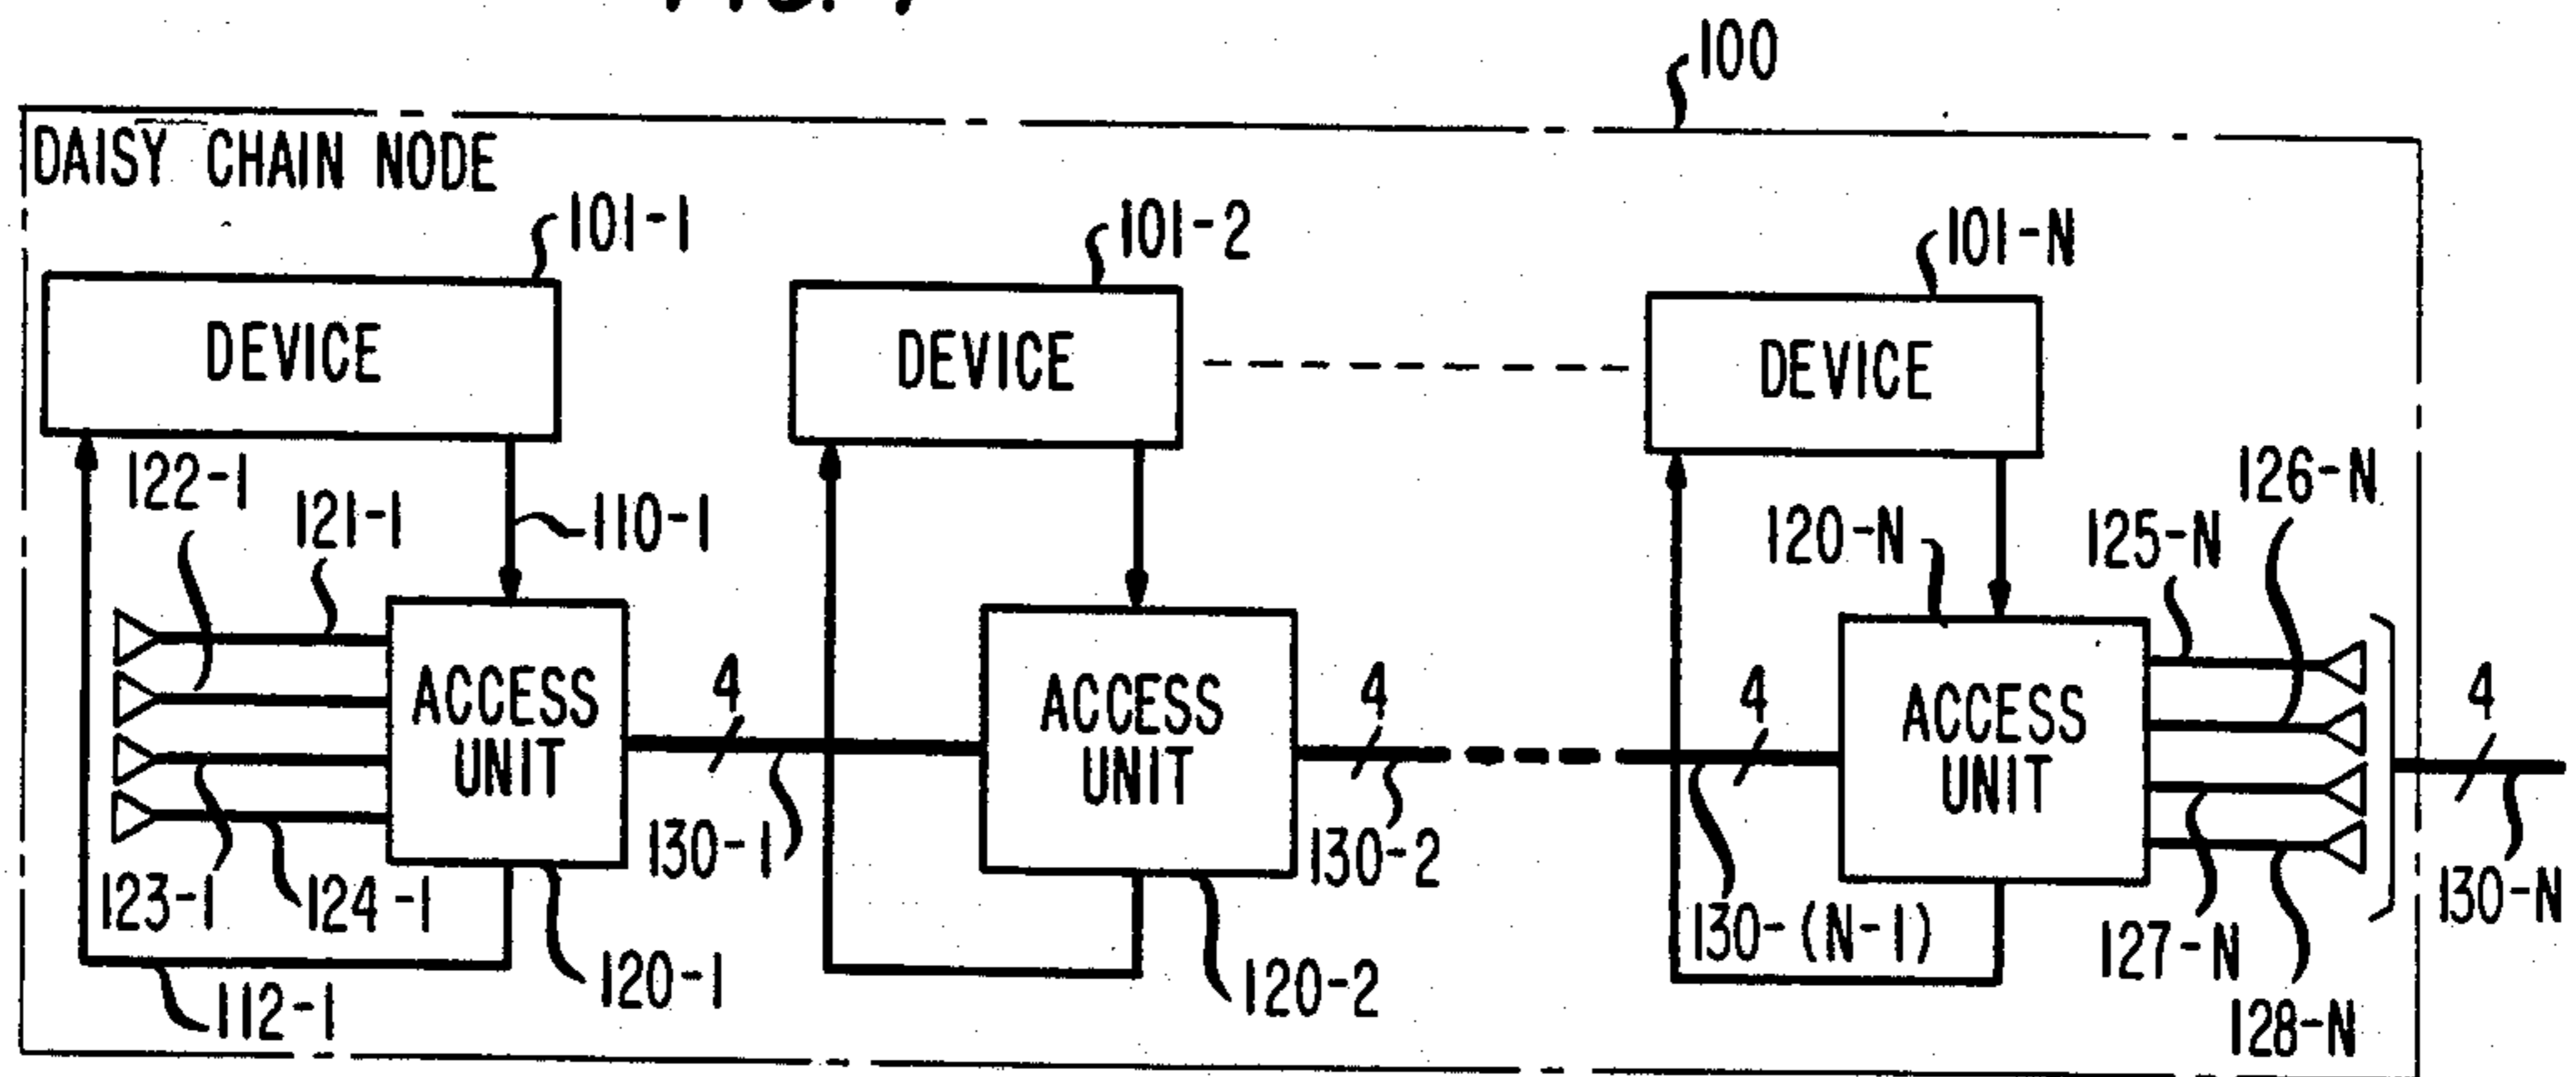 100
DAISY CHAIN NODE
101-1
101-2
101-N
DEVICE
DEVICE
DEVICE
122-1
121-1
110-1
120-N
125-N
126-N
ACCESS
UNIT
4
ACCESS
UNIT
4
4
ACCESS
UNIT
4
123-1
124-1
130-1
130-2
130-(N-1)
127-N
130-N
112-1
120-1
120-2
128-N